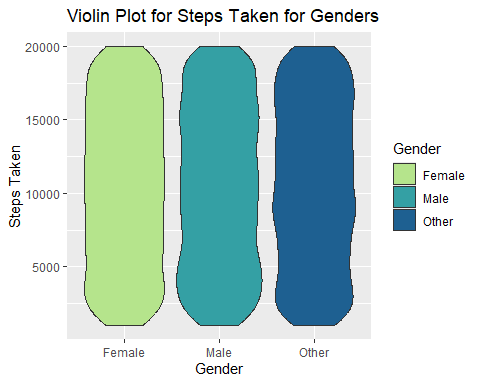 Violin Plot for Steps Taken for Genders
20000
15000
10000
5000
Steps Taken
Female Male Other
Gender
Gender
Female
Male
Other